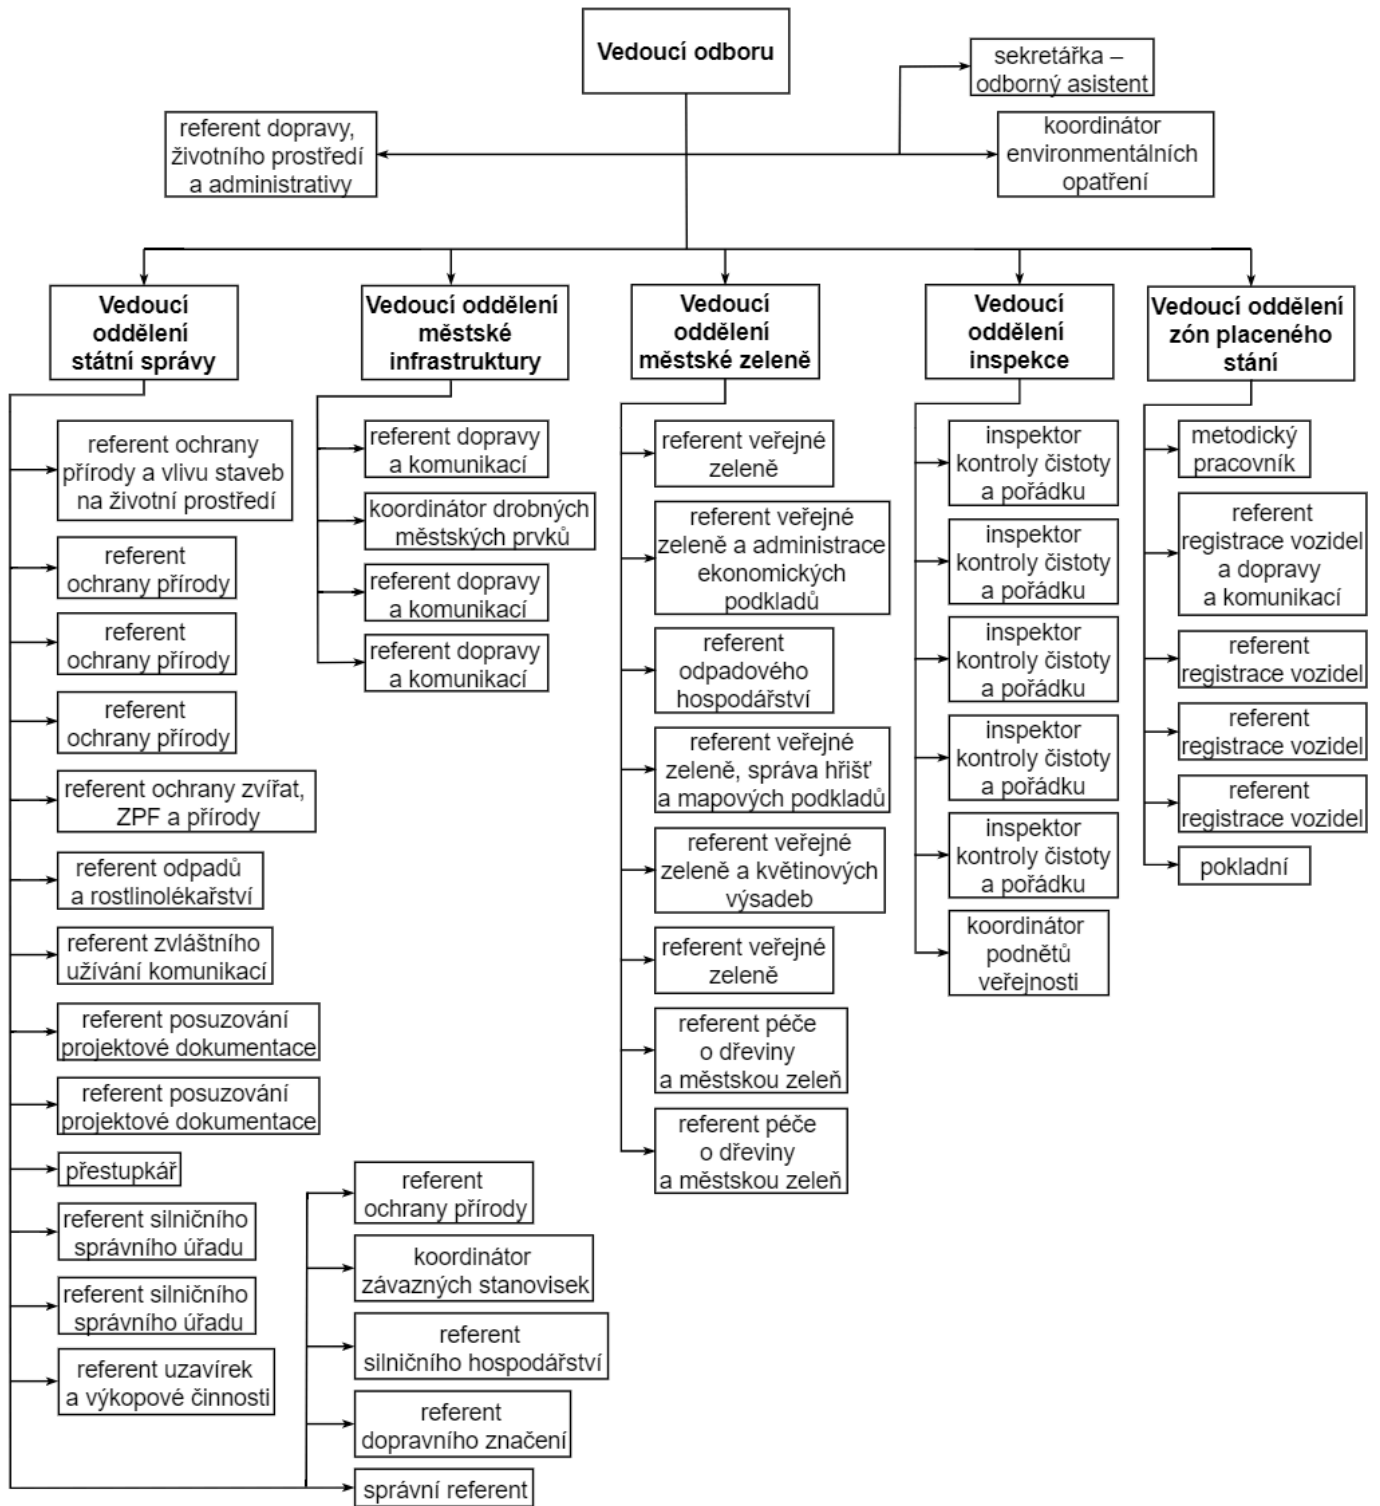 Vedoucí odboru
sekretářka –
odborný asistent
referent dopravy,
životního prostředí
a administrativy
koordinátor
environmentálních
opatření
Vedoucí
oddělení
státní správy
referent ochrany
přírody a vlivu staveb
na životní prostředí
referent
ochrany přírody
referent
ochrany přírody
referent
ochrany přírody
referent ochrany zvířat,
ZPF a přírody
referent odpadů
a rostlinolékařství
referent zvláštního
užívání komunikací
referent posuzování
projektové dokumentace
referent posuzování
projektové dokumentace
přestupkář
referent silničního
správního úřadu
referent silničního
správního úřadu
referent uzavírek
a výkopové činnosti
referent
ochrany přírody
koordinátor
závazných stanovisek
referent
silničního hospodářství
referent
dopravního značení
správní referent
Vedoucí oddělení
městské
infrastruktury
referent dopravy
a komunikací
koordinátor drobných
městských prvků
referent dopravy
a komunikací
referent dopravy
a komunikací
Vedoucí
oddělení
městské zeleně
referent veřejné
zeleně
referent veřejné
zeleně a administrace
ekonomických
podkladů
referent
odpadového
hospodářství
referent veřejné
zeleně, správa hřišť
a mapových podkladů
referent veřejné
zeleně a květinových
výsadeb
referent veřejné
zeleně
referent péče
o dřeviny
a městskou zeleň
referent péče
o dřeviny
a městskou zeleň
Vedoucí
oddělení
inspekce
inspektor
kontroly čistoty
a pořádku
inspektor
kontroly čistoty
a pořádku
inspektor
kontroly čistoty
a pořádku
inspektor
kontroly čistoty
a pořádku
inspektor
kontroly čistoty
a pořádku
koordinátor
podnětů
veřejnosti
Vedoucí oddělení
zón placeného
stání
metodický
pracovník
referent
registrace vozidel
a dopravy
a komunikací
referent
registrace vozidel
referent
registrace vozidel
referent
registrace vozidel
pokladní